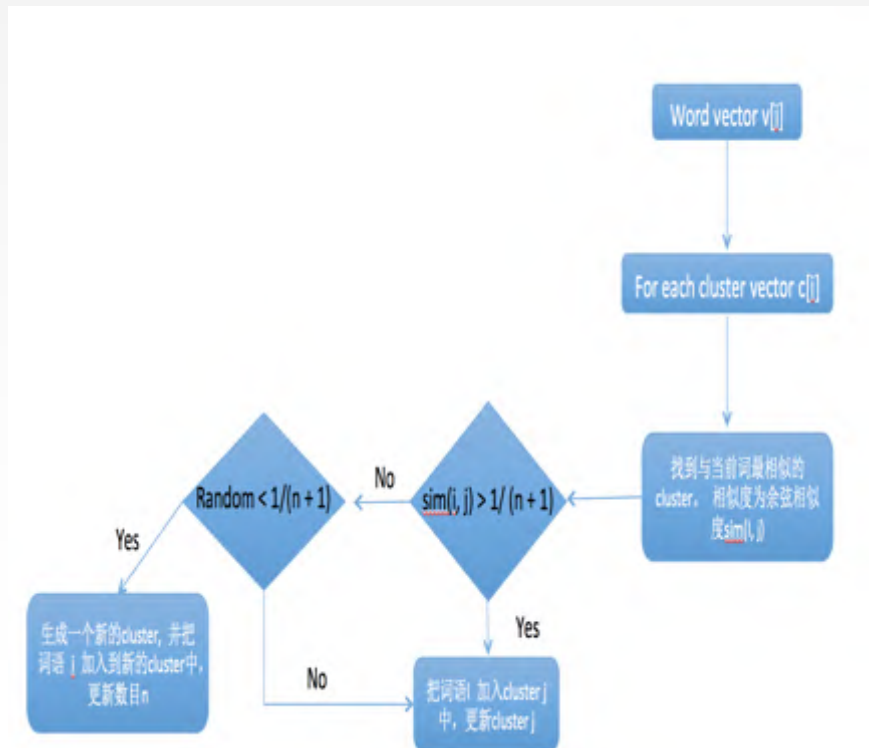 Word vector v[i]
For each cluster vector c[i]
找到与当前词最相似的
cluster， 相似度为余弦相似
度sim(i, j)
sim(i, j) > 1/ (n + 1)
No
Random < 1/(n + 1)
Yes
生成一个新的cluster, 并把
词语 i 加入到新的cluster中，
更新数目n
No
Yes
把词语i 加入cluster j
中，更新cluster j